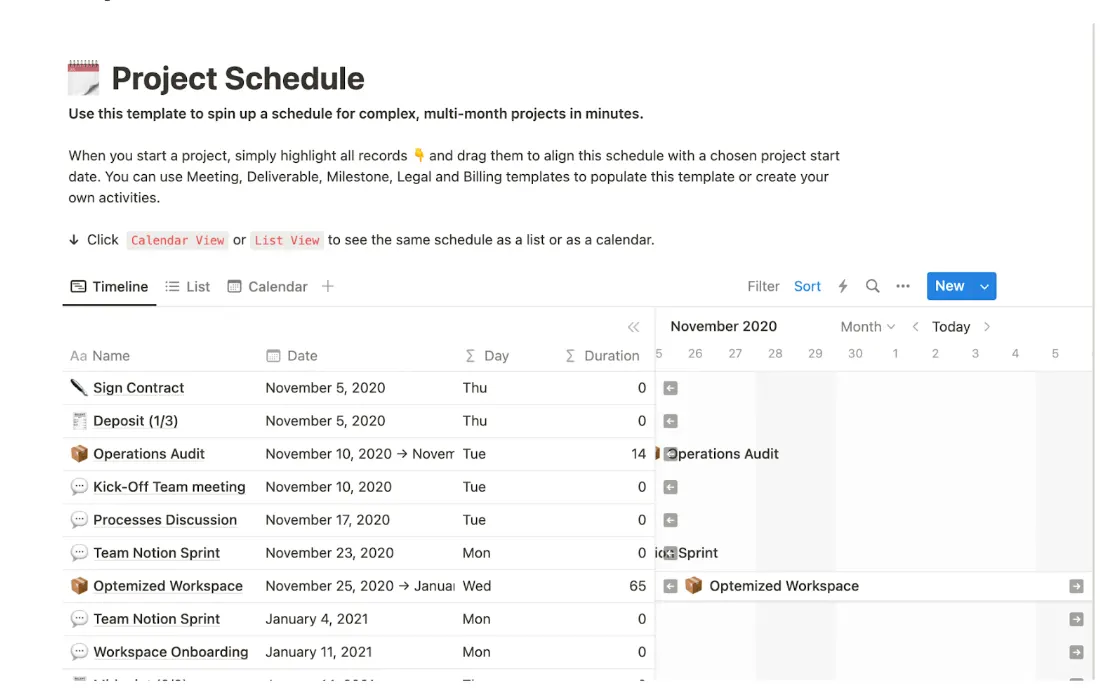 Project Schedule
Use this template to spin up a schedule for complex, multi-month projects in minutes.
When you start a project, simply highlight all records 👇 and drag them to align this schedule with a chosen project start
date. You can use Meeting, Deliverable, Milestone, Legal and Billing templates to populate this template or create your
own activities.
↓ Click Calendar View or List View to see the same schedule as a list or as a calendar.
Timeline List Calendar + Filter Sort New
November 2020 Month Today
Aa Name Date Σ Day Σ Duration 5 26 27 28 29 30 1 2 3 4 5
Sign Contract November 5, 2020 Thu 0
Deposit (1/3) November 5, 2020 Thu 0
Operations Audit November 10, 2020 → Novem Tue 14 Operations Audit
Kick-Off Team meeting November 10, 2020 Tue 0
Processes Discussion November 17, 2020 Tue 0
Team Notion Sprint November 23, 2020 Mon 0 Sprint
Optemized Workspace November 25, 2020 → Januar Wed 65 Optemized Workspace
Team Notion Sprint January 4, 2021 Mon 0
Workspace Onboarding January 11, 2021 Mon 0